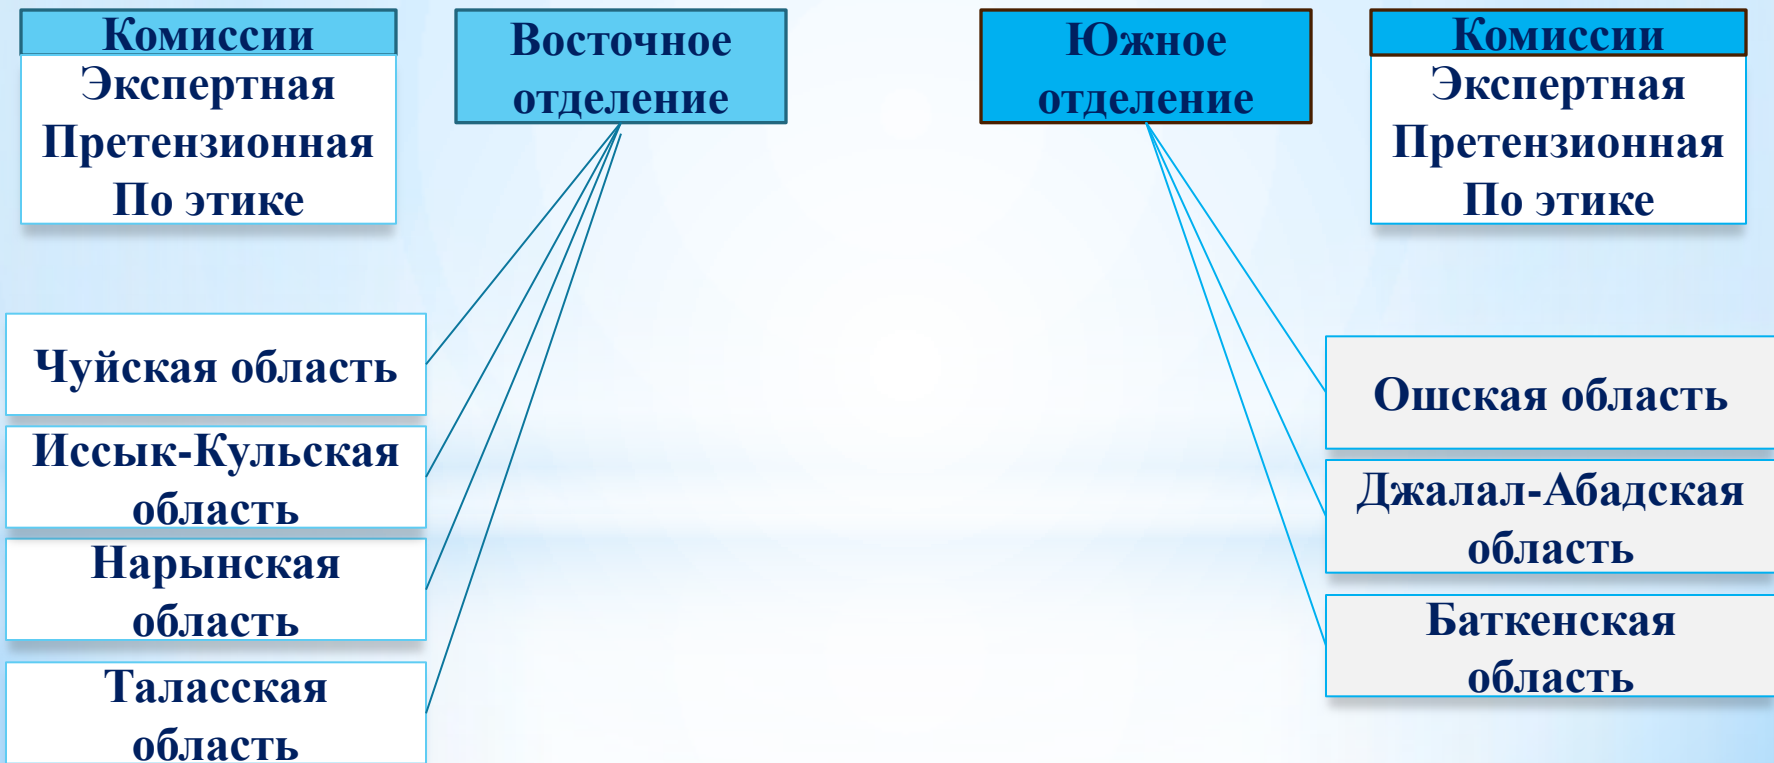 Комиссии
Экспертная
Претензионная
По этике
Восточное
отделение
Южное
отделение
Комиссии
Экспертная
Претензионная
По этике
Чуйская область
Иссык-Кульская
область
Нарынская
область
Таласская
область
Ошская область
Джалал-Абадская
область
Баткенская
область